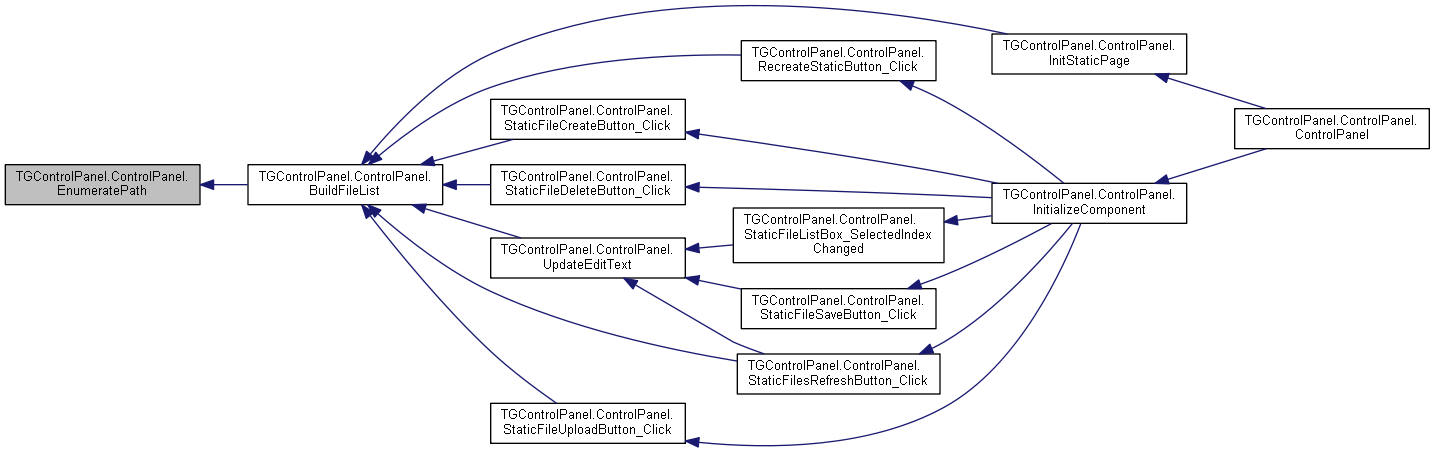 TGControlPanel.ControlPanel.
EnumeratePath
TGControlPanel.ControlPanel.
BuildFileList
TGControlPanel.ControlPanel.
InitStaticPage
TGControlPanel.ControlPanel.
RecreateStaticButton_Click
TGControlPanel.ControlPanel.
StaticFileCreateButton_Click
TGControlPanel.ControlPanel.
StaticFileDeleteButton_Click
TGControlPanel.ControlPanel.
UpdateEditText
TGControlPanel.ControlPanel.
StaticFileListBox_SelectedIndex
Changed
TGControlPanel.ControlPanel.
StaticFileSaveButton_Click
TGControlPanel.ControlPanel.
StaticFilesRefreshButton_Click
TGControlPanel.ControlPanel.
StaticFileUploadButton_Click
TGControlPanel.ControlPanel.
InitializeComponent
TGControlPanel.ControlPanel.
ControlPanel